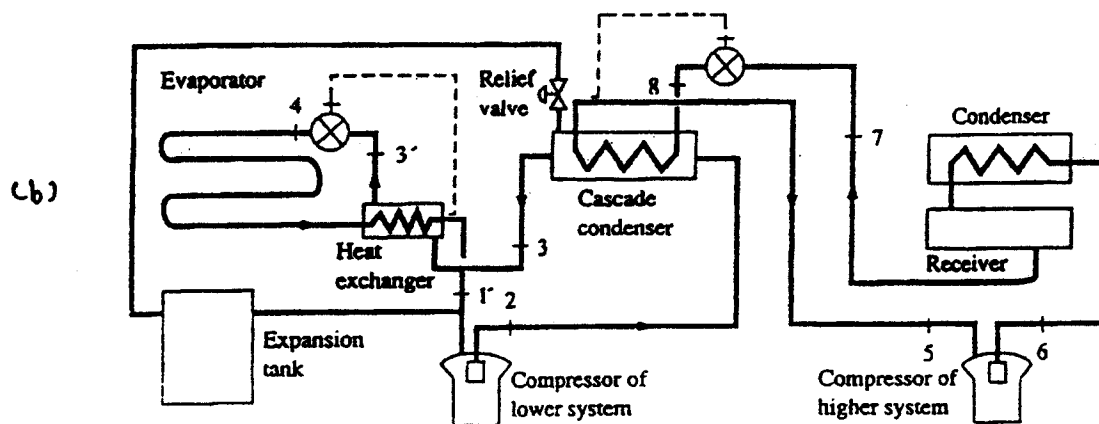 (b)
Evaporator
4
3´
Relief
valve
8
7
Condenser
Cascade
condenser
Receiver
Heat
exchanger
3
1´
2
Expansion
tank
Compressor of
lower system
5
6
Compressor of
higher system